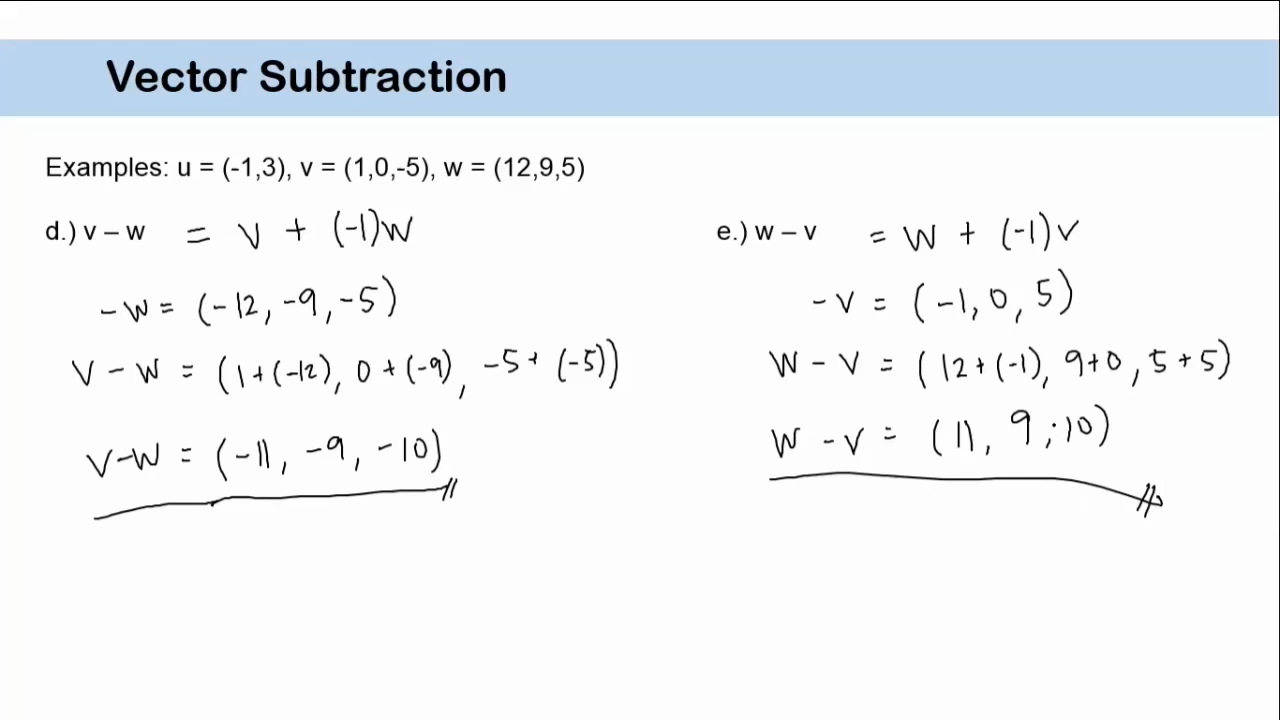 Vector Subtraction
Examples: u = (-1,3), v = (1,0,-5), w = (12,9,5)
d.) v – w = V + (-1)W
-W = (-12, -9, -5)
V - W = (1+(-12), 0+(-9), -5+(-5))
V-W = (-11, -9, -10)
e.) w – v = W + (-1)V
-V = (-1, 0, 5)
W - V = (12+(-1), 9+0, 5+5)
W - V = (11, 9, 10)